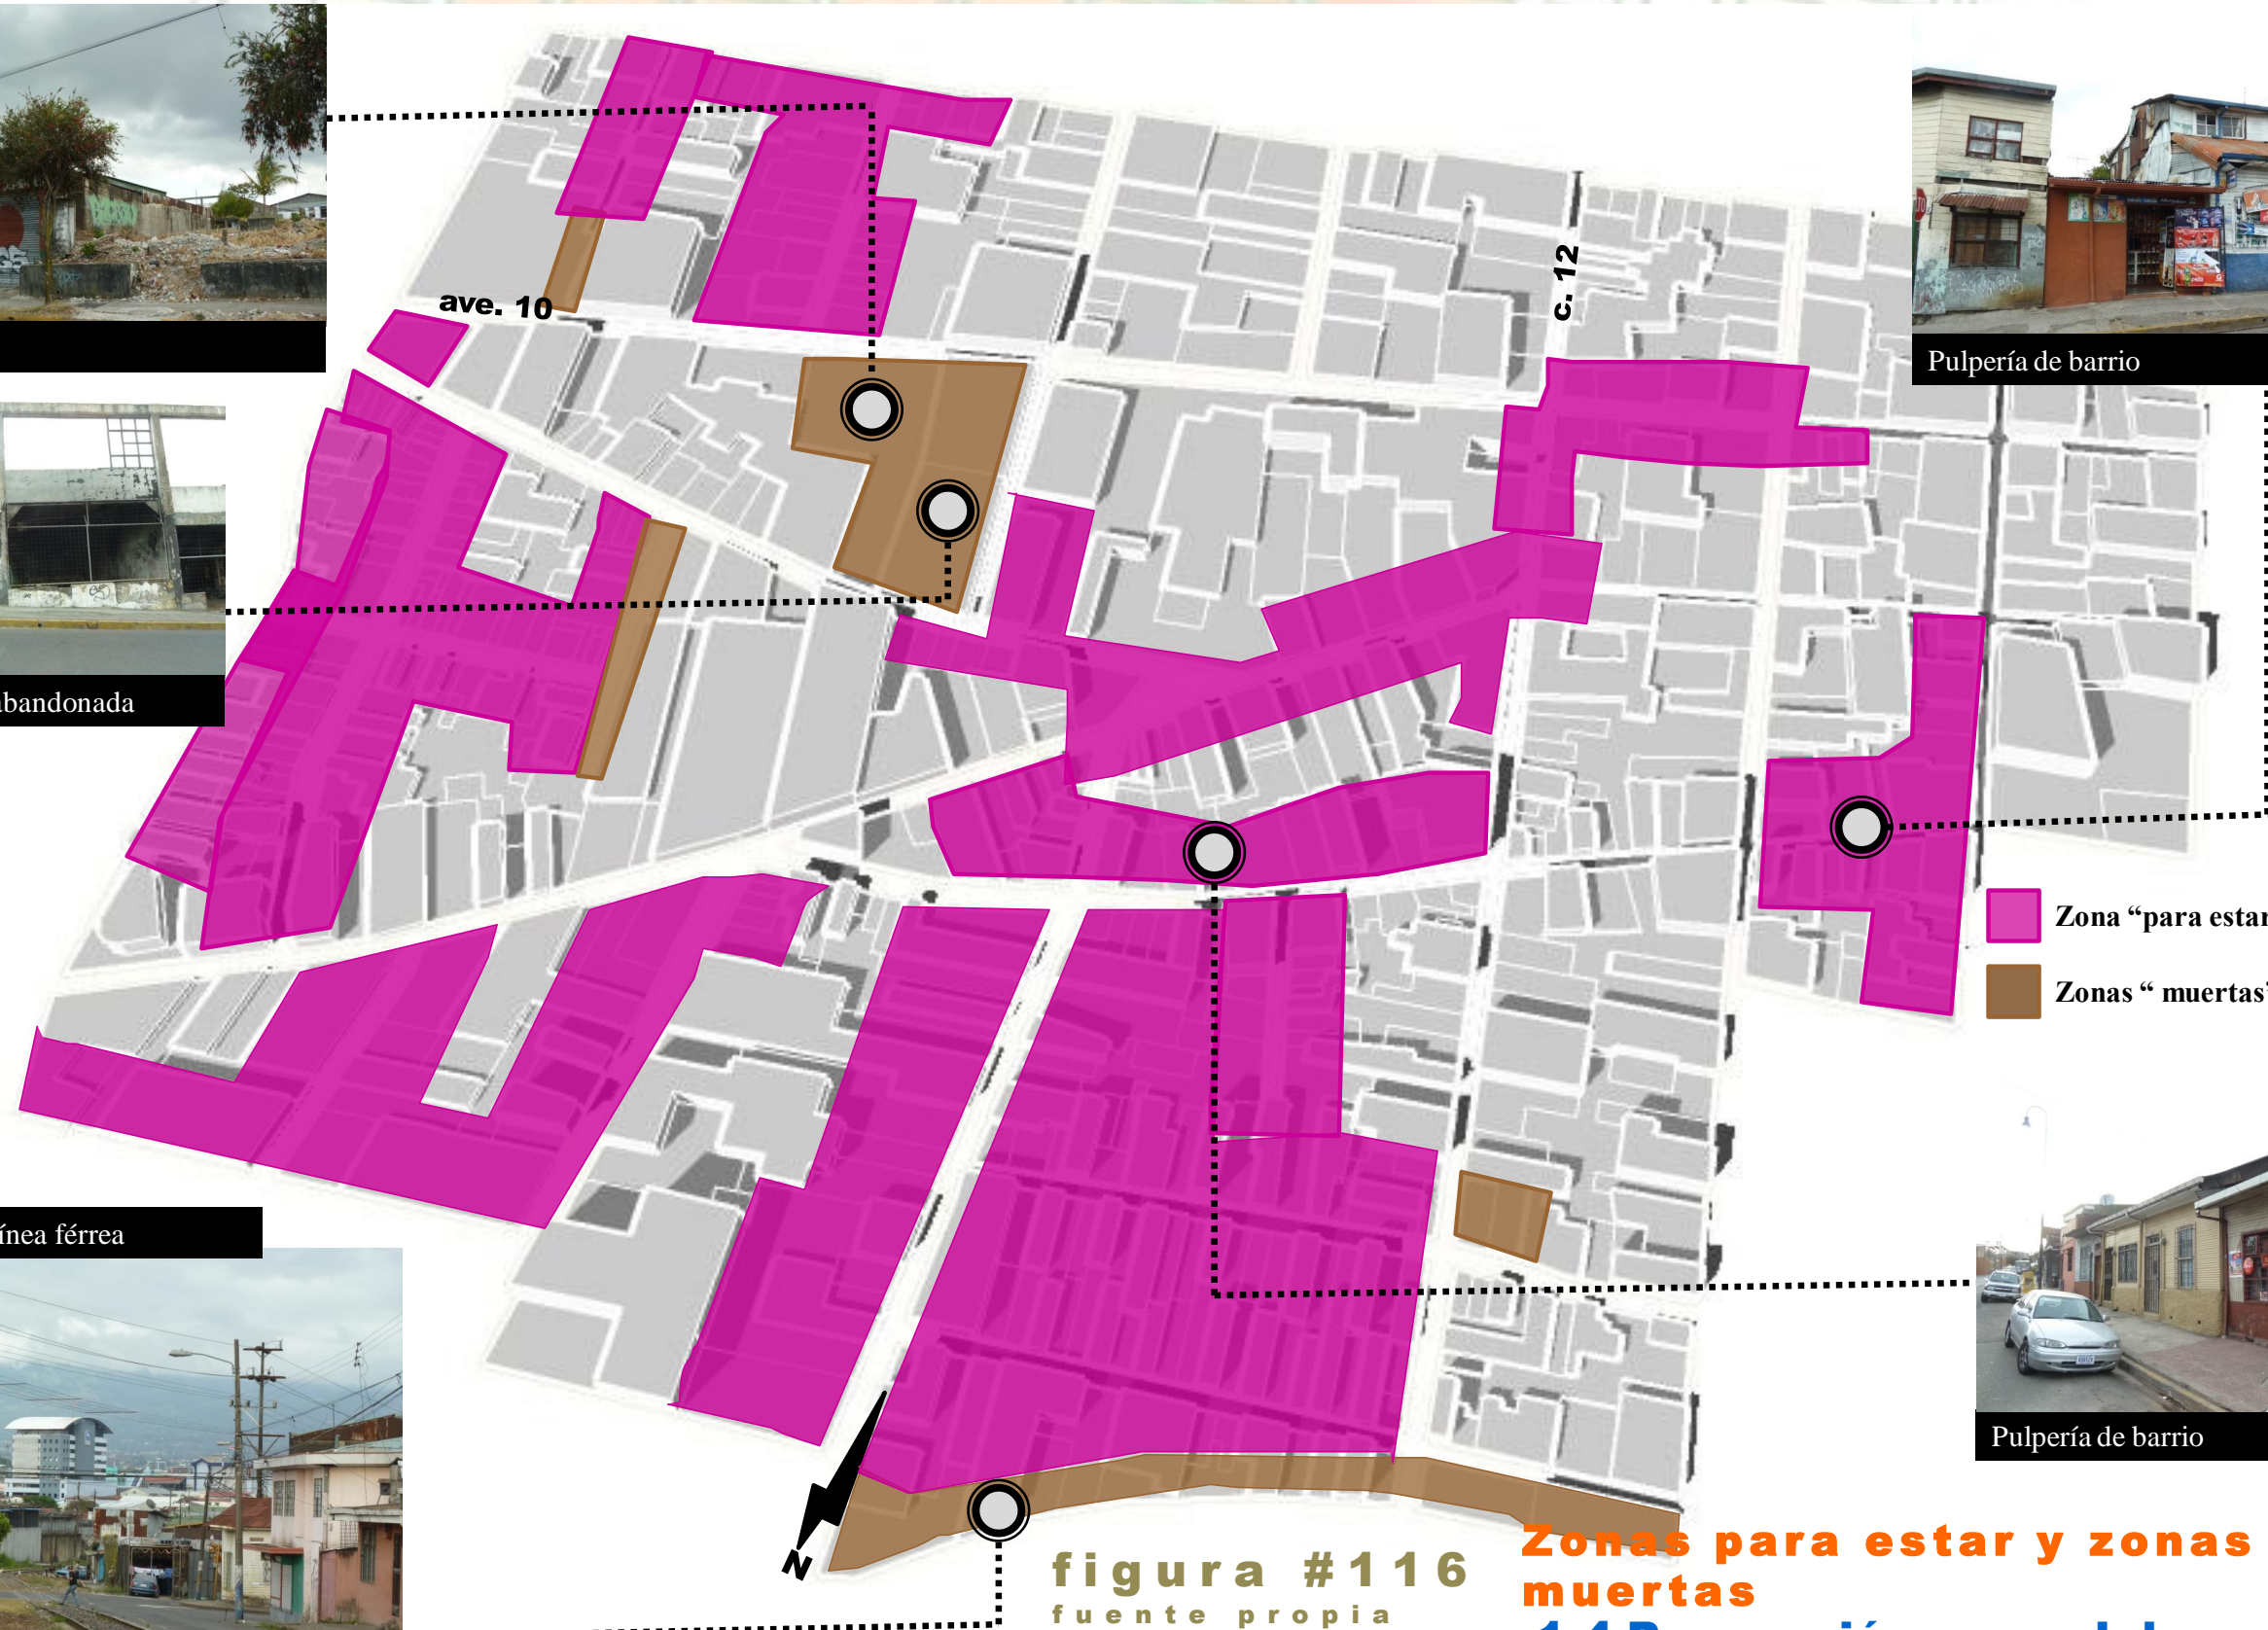 ave. 10
c. 12
Pulpería de barrio
abandonada
Zona “para estar
Zonas “ muertas”
ínea férrea
Pulpería de barrio
N
figura #116
fuente propia
Zonas para estar y zonas
muertas